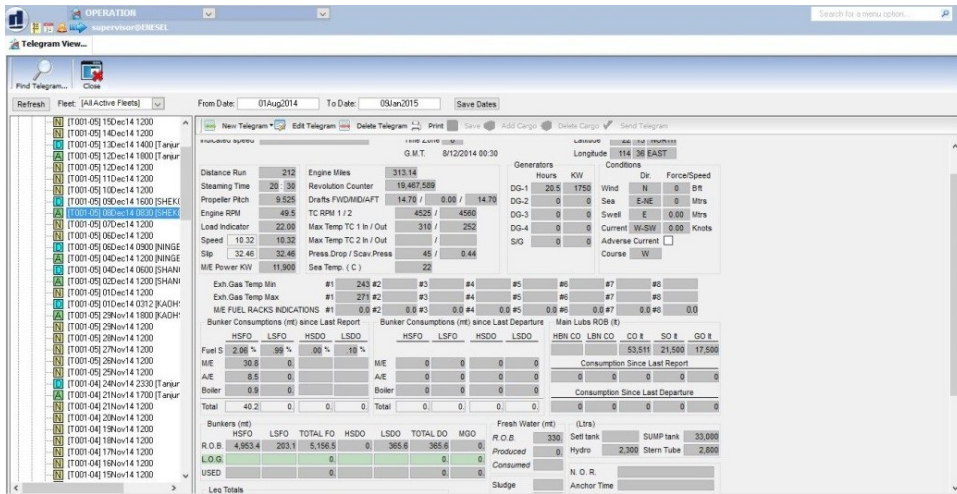 OPERATION
Search for a menu option...
supervisor@THESEL
Telegram View...
Find Telegram...
Close
Refresh Fleet: [All Active Fleets] From Date: 01Aug2014 To Date: 09Jan2015 Save Dates
New Telegram Edit Telegram Delete Telegram Print Save Add Cargo Delete Cargo Send Telegram
N [T001-05] 15Dec14 1200
N [T001-05] 14Dec14 1200
D [T001-05] 13Dec14 1400 [Tanjur
A [T001-05] 12Dec14 1800 [Tanjur
N [T001-05] 12Dec14 1200
N [T001-05] 11Dec14 1200
N [T001-05] 10Dec14 1200
D [T001-05] 09Dec14 1600 [SHEK(
A [T001-05] 08Dec14 0830 [SHEK(
N [T001-05] 07Dec14 1200
N [T001-05] 06Dec14 1200
D [T001-05] 06Dec14 0900 [NINGE
A [T001-05] 04Dec14 1200 [NINGE
D [T001-05] 04Dec14 0600 [SHAN(
A [T001-05] 02Dec14 1200 [SHAN(
N [T001-05] 01Dec14 1200
D [T001-05] 01Dec14 0312 [KAOH
A [T001-05] 29Nov14 1800 [KAOH
N [T001-05] 29Nov14 1200
N [T001-05] 28Nov14 1200
N [T001-05] 27Nov14 1200
N [T001-05] 26Nov14 1200
N [T001-05] 25Nov14 1200
D [T001-04] 24Nov14 2330 [Tanjur
A [T001-04] 21Nov14 1700 [Tanjur
N [T001-04] 21Nov14 1200
N [T001-04] 20Nov14 1200
N [T001-04] 19Nov14 1200
N [T001-04] 18Nov14 1200
N [T001-04] 17Nov14 1200
N [T001-04] 16Nov14 1200
N [T001-04] 15Nov14 1200
Indicated speed Time Zone 8 Latitude 22 15 NORTH
G.M.T. 8/12/2014 00:30 Longitude 114 36 EAST
Generators Conditions
Distance Run 212 Engine Miles 313.14 Hours KW Dir. Force/Speed
Steaming Time 20 : 30 Revolution Counter 19,467,589 DG-1 20.5 1750 Wind N 0 Bft
Propeller Pitch 9.525 Drafts FWD/MID/AFT 14.70 / 0.00 / 14.70 DG-2 0 0 Sea E-NE 0 Mtrs
Engine RPM 49.5 TC RPM 1 / 2 4525 / 4560 DG-3 0 0 Swell E 0.00 Mtrs
Load Indicator 22.00 Max Temp TC 1 In / Out 310 / 252 DG-4 0 0 Current W-SW 0.00 Knots
Speed 10.32 10.32 Max Temp TC 2 In / Out / S/G 0 0 Adverse Current
Slip 32.46 32.46 Press.Drop / Scav.Press 45 / 0.44 Course W
M/E Power KW 11,900 Sea Temp. ( C ) 22
Exh.Gas Temp Min #1 243 #2 #3 #4 #5 #6 #7 #8
Exh.Gas Temp Max #1 271 #2 #3 #4 #5 #6 #7 #8
M/E FUEL RACKS INDICATIONS #1 0.0 #2 0.0 #3 0.0 #4 0.0 #5 0.0 #6 0.0 #7 0.0 #8 0.0
Bunker Consumptions (mt) since Last Report Bunker Consumptions (mt) since Last Departure Main Lubs ROB (lt)
HSFO LSFO HSDO LSDO HSFO LSFO HSDO LSDO HBN CO LBN CO CO lt SO lt GO lt
Fuel S 2.06 % .99 % .00 % .10 % 53,511 21,500 17,500
M/E 30.8 0. M/E 0 0 0 0 Consumption Since Last Report
A/E 8.5 0. A/E 0 0 0 0 0 0 0 0 0
Boiler 0.9 0. Boiler 0 0 0 0 Consumption Since Last Departure
Total 40.2 0. 0. 0. Total 0. 0. 0. 0. 0 0 0 0 0
Bunkers (mt) Fresh Water (mt) (Ltrs)
HSFO LSFO TOTAL FO HSDO LSDO TOTAL DO MGO R.O.B. 330 Setl tank SUMP tank 33,000
R.O.B. 4,953.4 203.1 5,156.5 0. 365.6 365.6 0. Produced 0 Hydro 2,300 Stern Tube 2,800
L.O.G. 0. 0. 0. Consumed
USED 0. 0. 0. N. O. R.
Leg Totals Sludge Anchor Time